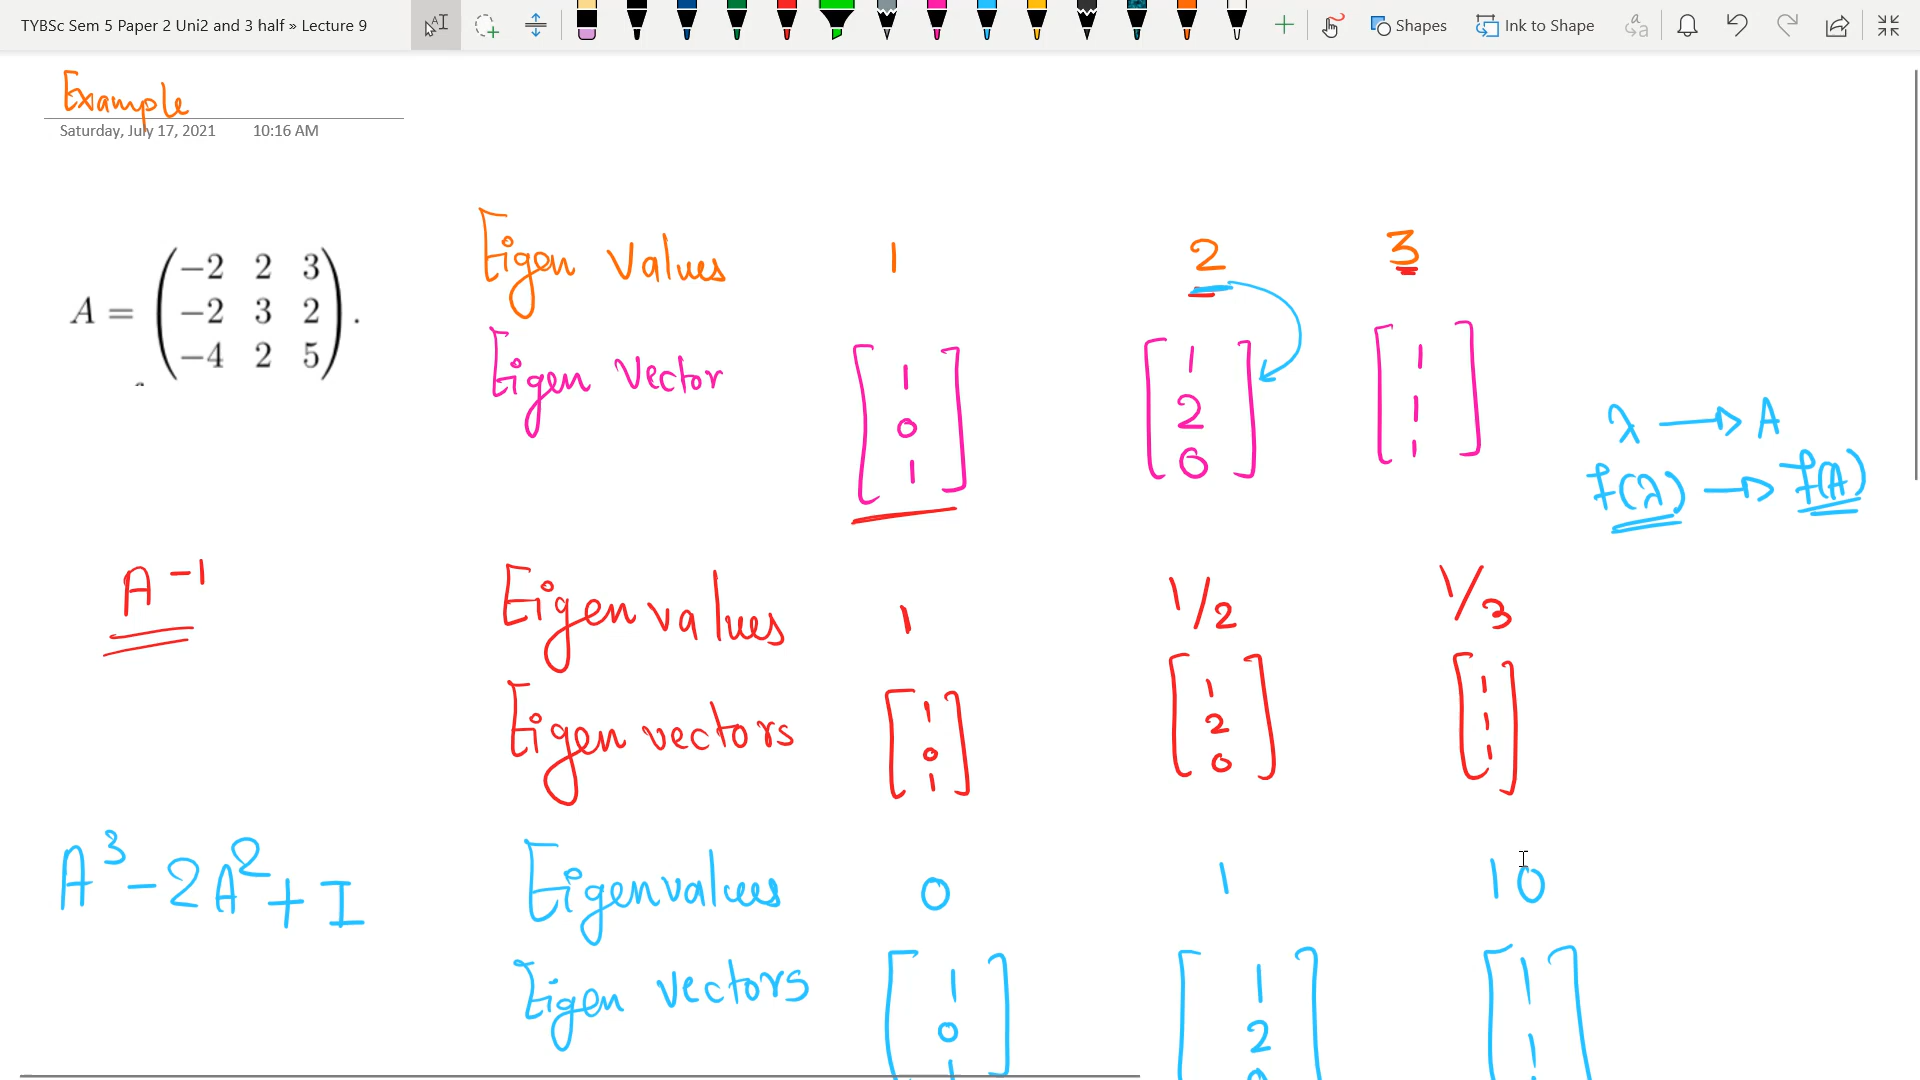 TYBSc Sem 5 Paper 2 Uni2 and 3 half » Lecture 9
Shapes
Ink to Shape
Example
Saturday, July 17, 2021 10:16 AM
A = ( −2 2 3
−2 3 2
−4 2 5 ) .
Eigen Values 1 2 3
Eigen Vector [ 1 0 1 ] [ 1 2 0 ] [ 1 1 1 ]
λ → A
f(λ) → f(A)
A⁻¹
Eigen values 1 1/2 1/3
Eigen vectors [ 1 0 1 ] [ 1 2 0 ] [ 1 1 1 ]
A³ − 2A² + I
Eigenvalues 0 1 10
Eigen vectors [ 1 0 1 [ 1 2 0 [ 1 1